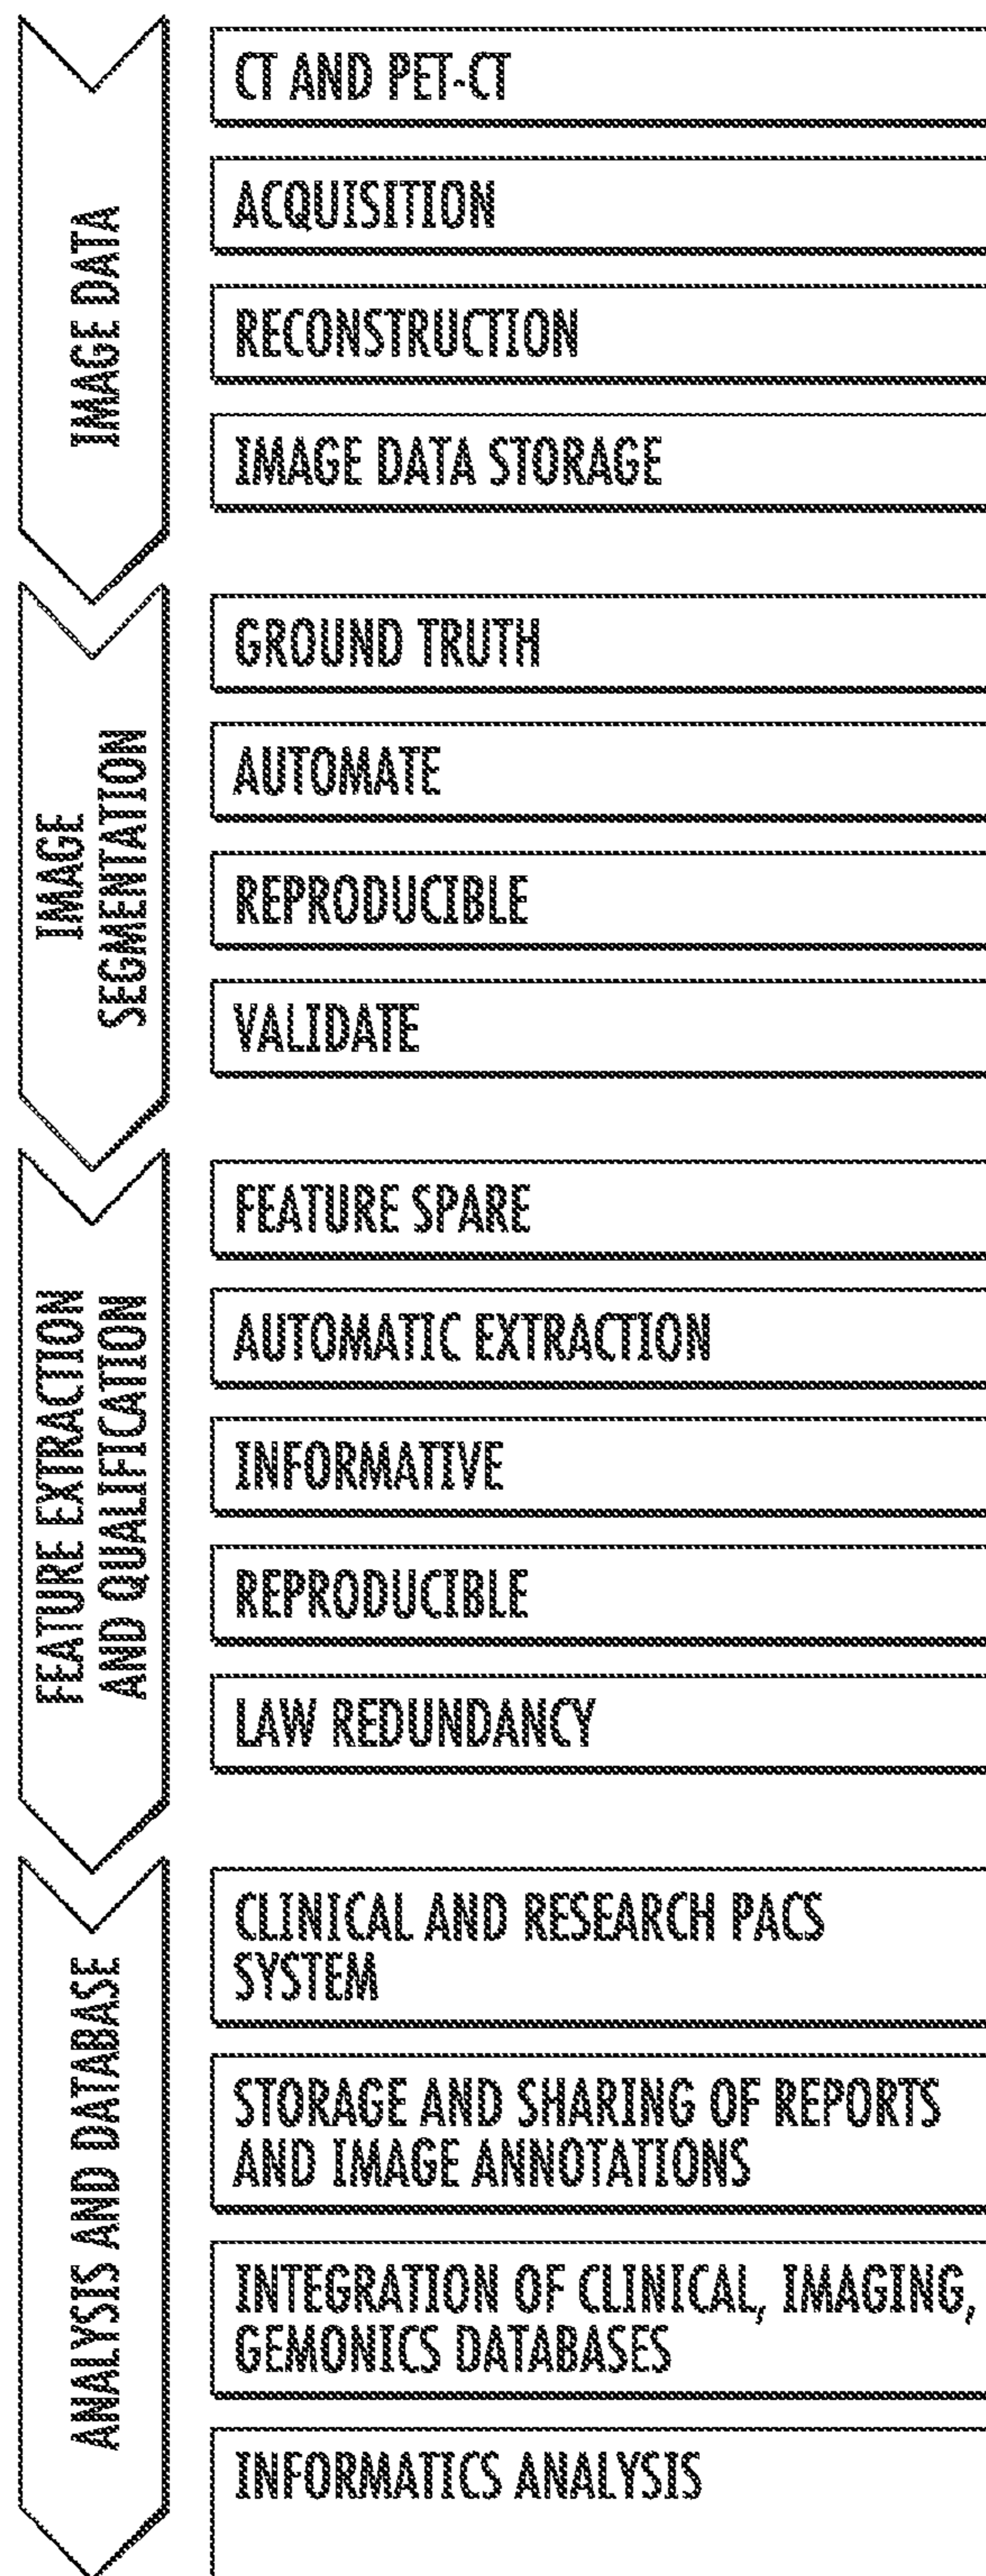 IMAGE DATA
CT AND PET-CT
ACQUISITION
RECONSTRUCTION
IMAGE DATA STORAGE
IMAGE
SEGMENTATION
GROUND TRUTH
AUTOMATE
REPRODUCIBLE
VALIDATE
FEATURE EXTRACTION
AND QUALIFICATION
FEATURE SPARE
AUTOMATIC EXTRACTION
INFORMATIVE
REPRODUCIBLE
LAW REDUNDANCY
ANALYSIS AND DATABASE
CLINICAL AND RESEARCH PACS
SYSTEM
STORAGE AND SHARING OF REPORTS
AND IMAGE ANNOTATIONS
INTEGRATION OF CLINICAL, IMAGING,
GEMONICS DATABASES
INFORMATICS ANALYSIS